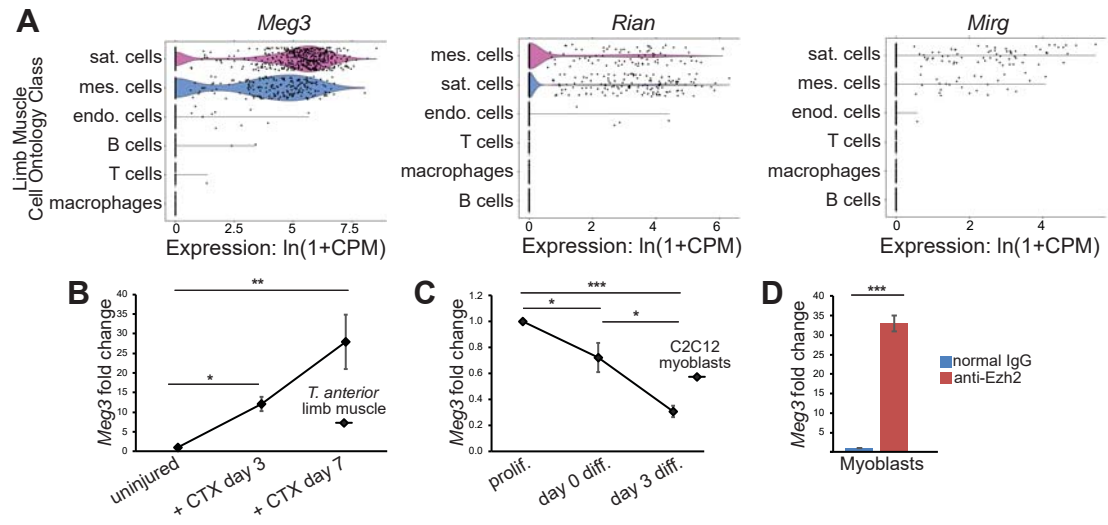 A
Meg3
Rian
Mirg
Limb Muscle
Cell Ontology Class
sat. cells
mes. cells
endo. cells
B cells
T cells
macrophages
0 2.5 5 7.5
Expression: ln(1+CPM)
mes. cells
sat. cells
endo. cells
T cells
macrophages
B cells
0 2 4 6
Expression: ln(1+CPM)
sat. cells
mes. cells
enod. cells
T cells
macrophages
B cells
0 2 4
Expression: ln(1+CPM)
B
Meg3 fold change
40
35
30
25
20
15
10
5
0
**
*
T. anterior
limb muscle
uninjured
+ CTX day 3
+ CTX day 7
C
Meg3 fold change
1.2
1.0
0.8
0.6
0.4
0.2
0.0
***
*
*
C2C12
myoblasts
prolif.
day 0 diff.
day 3 diff.
D
Meg3 fold change
40
35
30
25
20
15
10
5
0
***
normal IgG
anti-Ezh2
Myoblasts